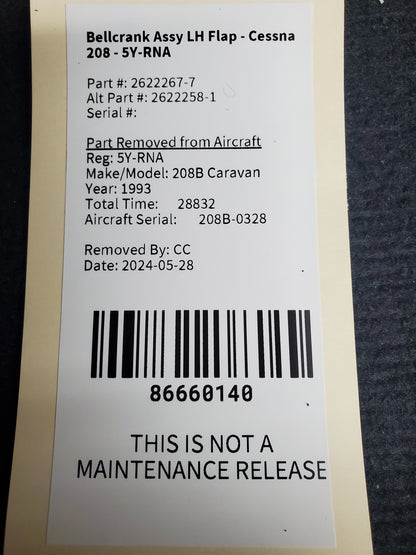 Bellcrank Assy LH Flap - Cessna
208 - 5Y-RNA
Part #: 2622267-7
Alt Part #: 2622258-1
Serial #:
Part Removed from Aircraft
Reg: 5Y-RNA
Make/Model: 208B Caravan
Year: 1993
Total Time: 28832
Aircraft Serial: 208B-0328
Removed By: CC
Date: 2024-05-28
86660140
THIS IS NOT A
MAINTENANCE RELEASE